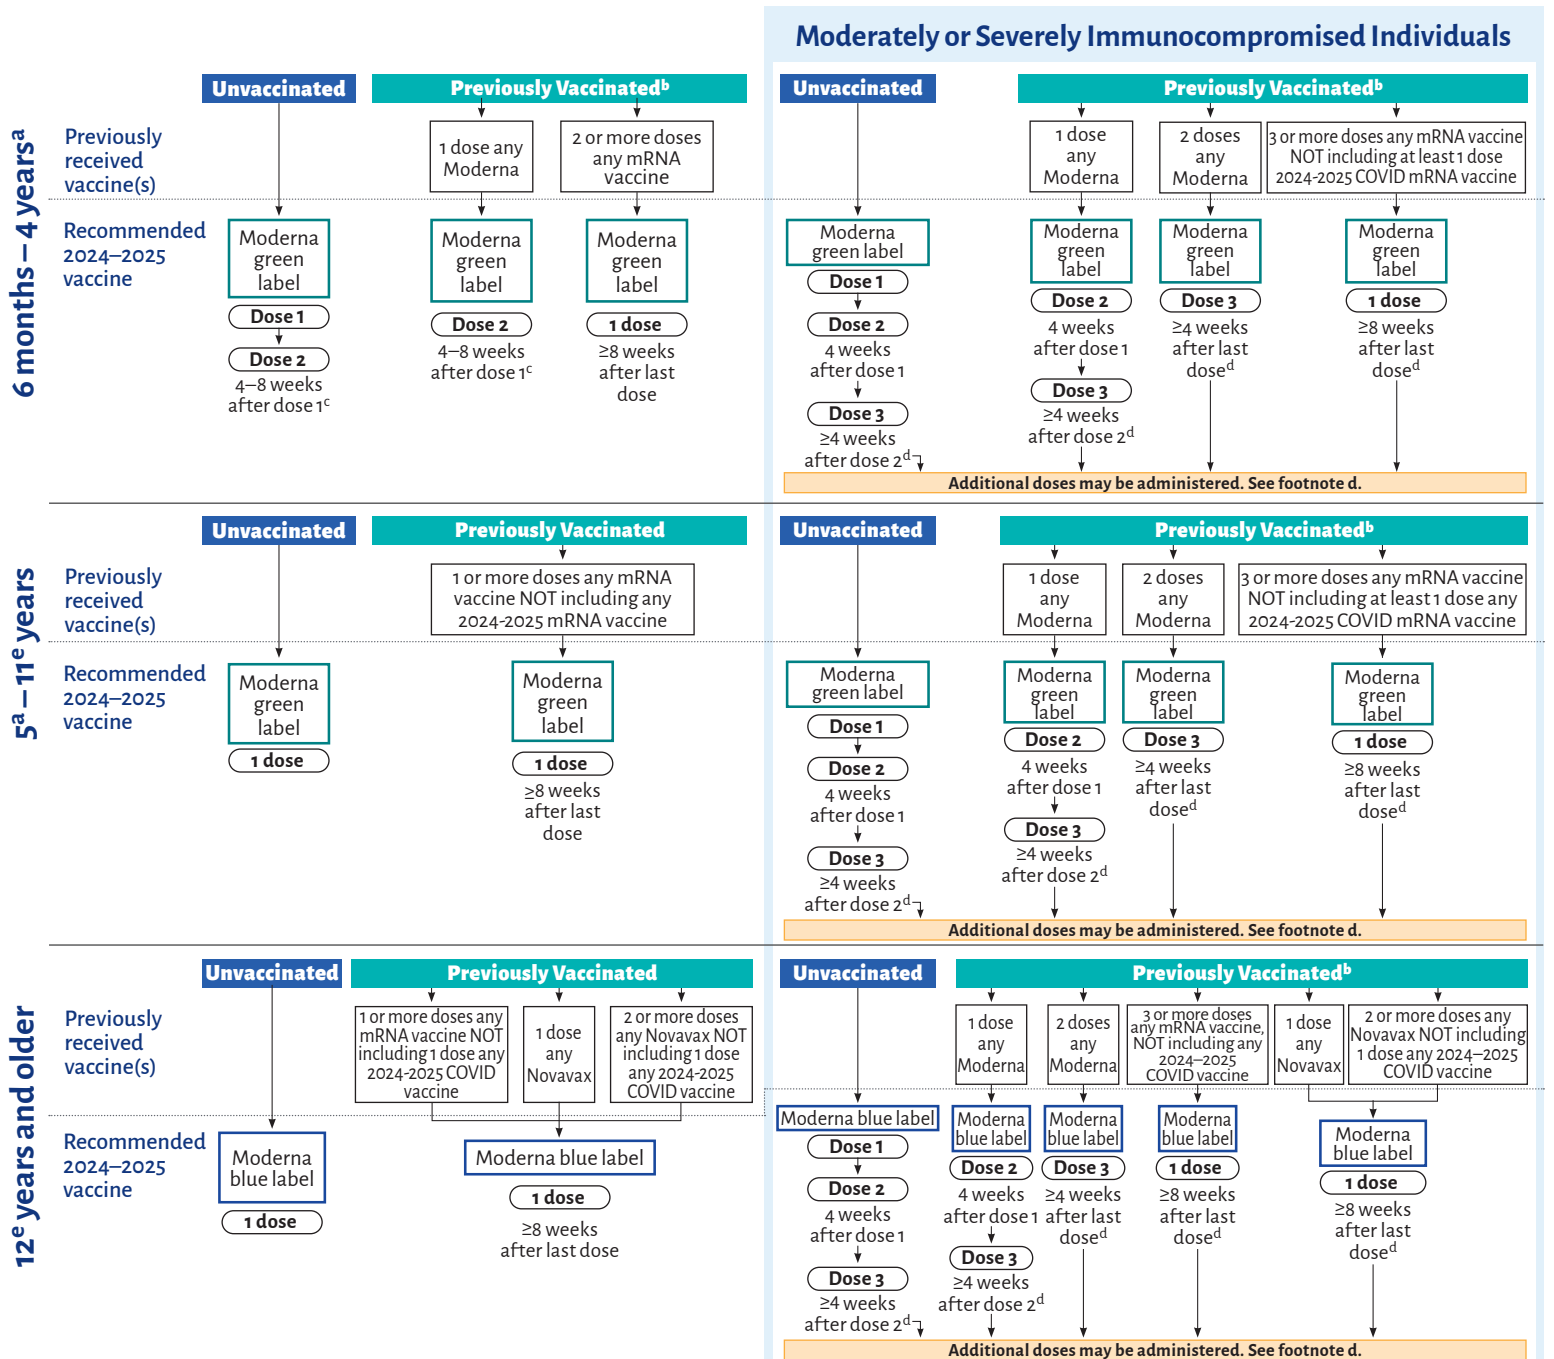 Moderately or Severely Immunocompromised Individuals
6 months – 4 yearsᵃ
Unvaccinated
Previously Vaccinatedᵇ
Unvaccinated
Previously Vaccinatedᵇ
Previously
received
vaccine(s)
1 dose any
Moderna
2 or more doses
any mRNA
vaccine
1 dose
any
Moderna
2 doses
any
Moderna
3 or more doses any mRNA vaccine
NOT including at least 1 dose
2024-2025 COVID mRNA vaccine
Recommended
2024–2025
vaccine
Moderna
green
label
Dose 1
Dose 2
4–8 weeks
after dose 1ᶜ
Moderna
green
label
Dose 2
4–8 weeks
after dose 1ᶜ
Moderna
green
label
1 dose
≥8 weeks
after last
dose
Moderna
green label
Dose 1
Dose 2
4 weeks
after dose 1
Dose 3
≥4 weeks
after dose 2ᵈ
Moderna
green
label
Dose 2
4 weeks
after dose 1
Dose 3
≥4 weeks
after dose 2ᵈ
Moderna
green
label
Dose 3
≥4 weeks
after last
doseᵈ
Moderna
green
label
1 dose
≥8 weeks
after last
doseᵈ
Additional doses may be administered. See footnote d.
5ᵃ – 11ᵉ years
Unvaccinated
Previously Vaccinated
Unvaccinated
Previously Vaccinatedᵇ
Previously
received
vaccine(s)
1 or more doses any mRNA
vaccine NOT including any
2024-2025 mRNA vaccine
1 dose
any
Moderna
2 doses
any
Moderna
3 or more doses any mRNA vaccine
NOT including at least 1 dose any
2024-2025 COVID mRNA vaccine
Recommended
2024–2025
vaccine
Moderna
green
label
1 dose
Moderna
green
label
1 dose
≥8 weeks
after last
dose
Moderna
green label
Dose 1
Dose 2
4 weeks
after dose 1
Dose 3
≥4 weeks
after dose 2ᵈ
Moderna
green
label
Dose 2
4 weeks
after dose 1
Dose 3
≥4 weeks
after dose 2ᵈ
Moderna
green
label
Dose 3
≥4 weeks
after last
doseᵈ
Moderna
green
label
1 dose
≥8 weeks
after last
doseᵈ
Additional doses may be administered. See footnote d.
12ᵉ years and older
Unvaccinated
Previously Vaccinated
Unvaccinated
Previously Vaccinatedᵇ
Previously
received
vaccine(s)
1 or more doses any
mRNA vaccine NOT
including 1 dose any
2024-2025 COVID
vaccine
1 dose
any
Novavax
2 or more doses
any Novavax NOT
including 1 dose
any 2024-2025
COVID vaccine
1 dose
any
Moderna
2 doses
any
Moderna
3 or more doses
any mRNA vaccine,
NOT including any
2024–2025
COVID vaccine
1 dose
any
Novavax
2 or more doses any
Novavax NOT including
1 dose any 2024–2025
COVID vaccine
Recommended
2024–2025
vaccine
Moderna
blue label
1 dose
Moderna blue label
1 dose
≥8 weeks
after last dose
Moderna blue label
Dose 1
Dose 2
4 weeks
after dose 1
Dose 3
≥4 weeks
after dose 2ᵈ
Moderna
blue label
Dose 2
4 weeks
after dose 1
Dose 3
≥4 weeks
after dose 2ᵈ
Moderna
blue label
Dose 3
≥4 weeks
after last
doseᵈ
Moderna
blue label
1 dose
≥8 weeks
after last
doseᵈ
Moderna
blue label
1 dose
≥8 weeks
after last
doseᵈ
Additional doses may be administered. See footnote d.